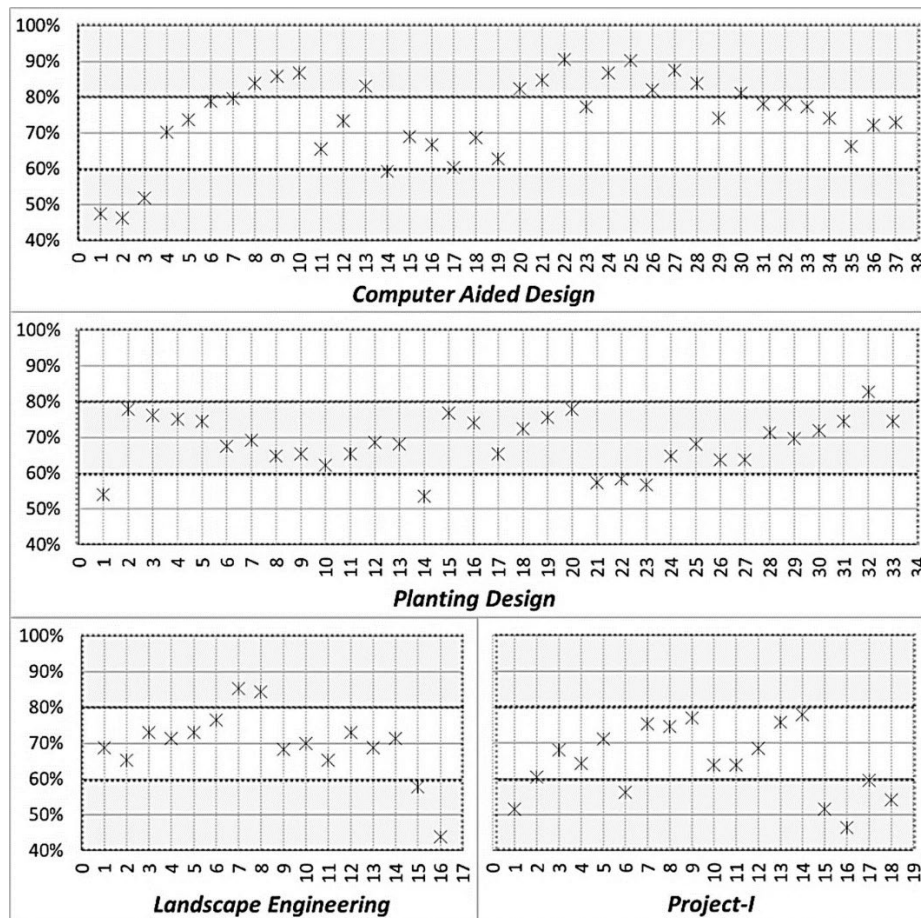 100%
90%
80%
70%
60%
50%
40%
0 1 2 3 4 5 6 7 8 9 10 11 12 13 14 15 16 17 18 19 20 21 22 23 24 25 26 27 28 29 30 31 32 33 34 35 36 37 38
Computer Aided Design
100%
90%
80%
70%
60%
50%
40%
0 1 2 3 4 5 6 7 8 9 10 11 12 13 14 15 16 17 18 19 20 21 22 23 24 25 26 27 28 29 30 31 32 33 34
Planting Design
100%
90%
80%
70%
60%
50%
40%
0 1 2 3 4 5 6 7 8 9 10 11 12 13 14 15 16 17
Landscape Engineering
0 1 2 3 4 5 6 7 8 9 10 11 12 13 14 15 16 17 18 19
Project-I